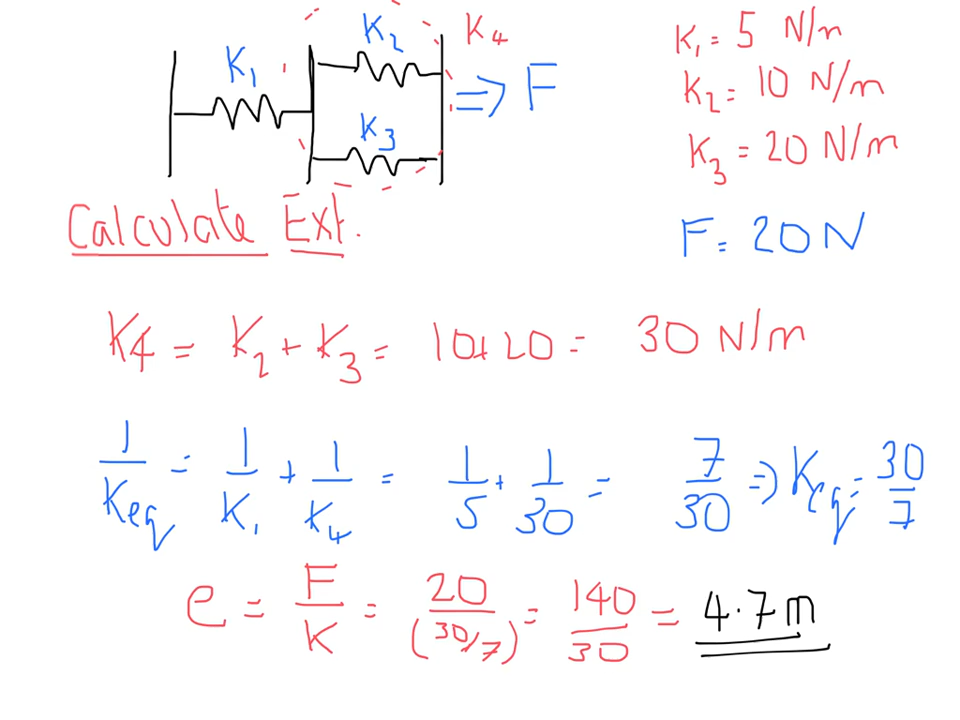 K₁
K₂
K₃
K₄
⇒ F
K₁ = 5 N/m
K₂ = 10 N/m
K₃ = 20 N/m
Calculate Ext.
F = 20 N
K4 = K₂ + K₃ = 10+20 = 30 N/m
1/Keq = 1/K₁ + 1/K₄ = 1/5 + 1/30 = 7/30 ⇒ Keq = 30/7
e = F/K = 20/(30/7) = 140/30 = 4.7m